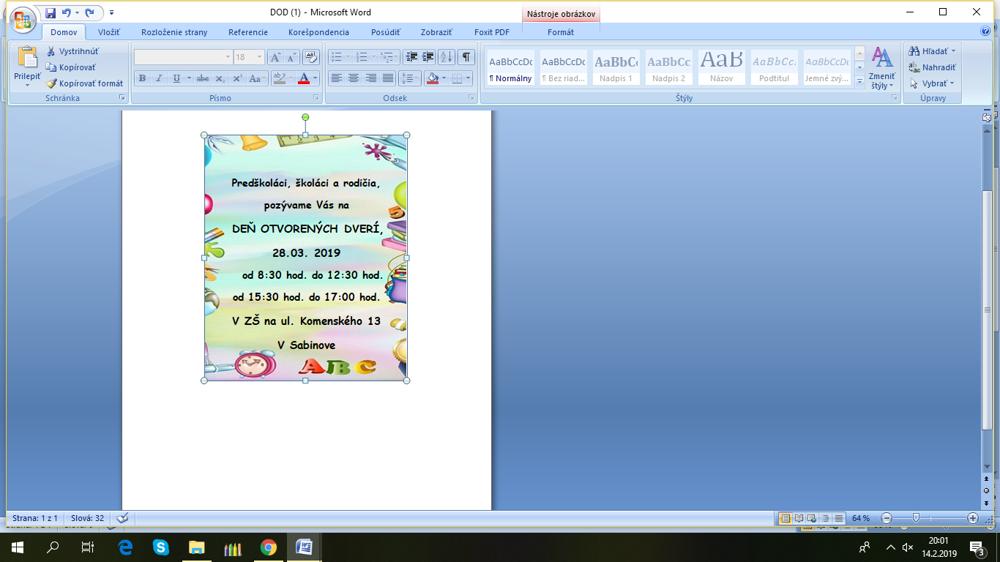 DOD (1) - Microsoft Word
Nástroje obrázkov
Domov Vložiť Rozloženie strany Referencie Korešpondencia Posúdiť Zobraziť Foxit PDF Formát
Prilepiť
Vystrihnúť
Kopírovať
Kopírovať formát
Schránka
18
Písmo
Odsek
AaBbCcDc AaBbCcDc AaBbC AaBbCc AaB AaBbCc. AaBbCcDc
¶ Normálny ¶ Bez riad... Nadpis 1 Nadpis 2 Názov Podtitul Jemné zvý...
Zmeniť štýly
Štýly
Hľadať
Nahradiť
Vybrať
Úpravy
Predškoláci, školáci a rodičia,
pozývame Vás na
DEŇ OTVORENÝCH DVERÍ,
28.03. 2019
od 8:30 hod. do 12:30 hod.
od 15:30 hod. do 17:00 hod.
V ZŠ na ul. Komenského 13
V Sabinove
ABC
Strana: 1 z 1 Slová: 32 64 %
20:01
14.2.2019
3